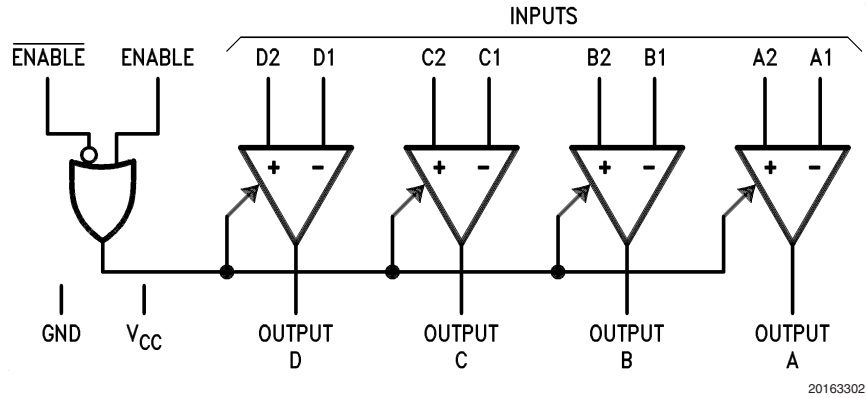 INPUTS
ENABLE ENABLE D2 D1 C2 C1 B2 B1 A2 A1
+ - + - + - + -
GND VCC OUTPUT D OUTPUT C OUTPUT B OUTPUT A
20163302